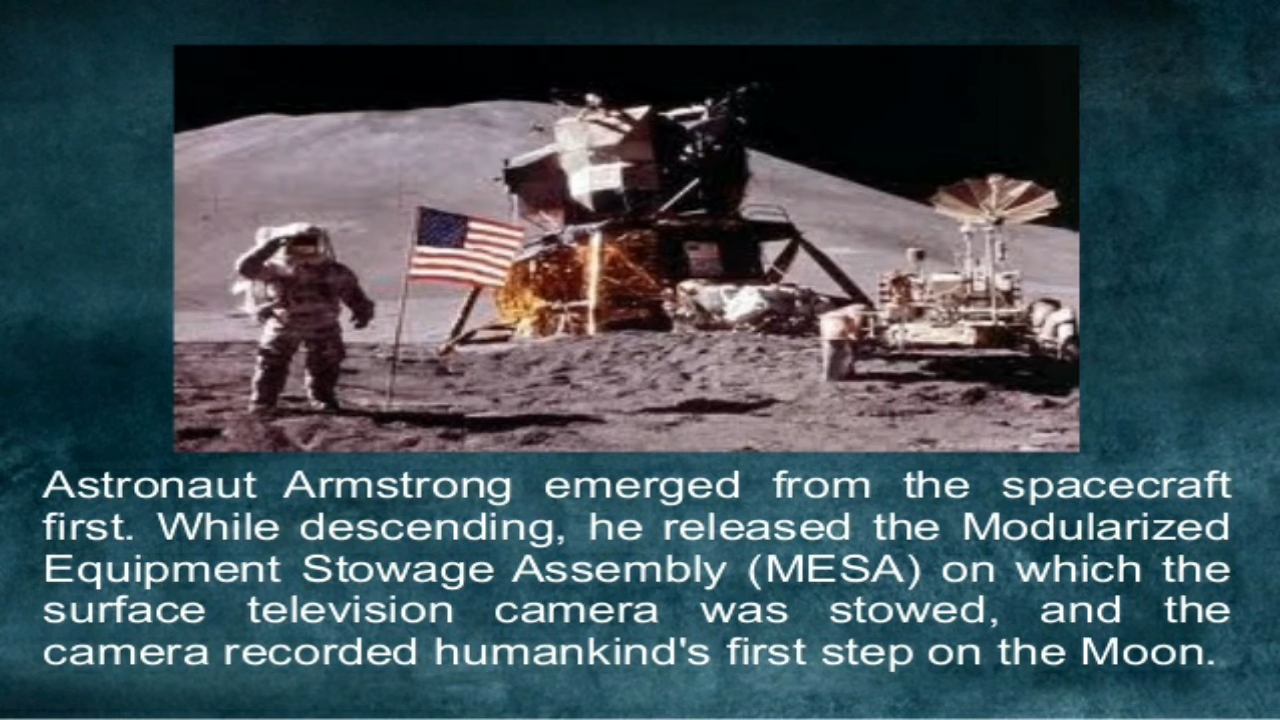 Astronaut Armstrong emerged from the spacecraft
first. While descending, he released the Modularized
Equipment Stowage Assembly (MESA) on which the
surface television camera was stowed, and the
camera recorded humankind's first step on the Moon.